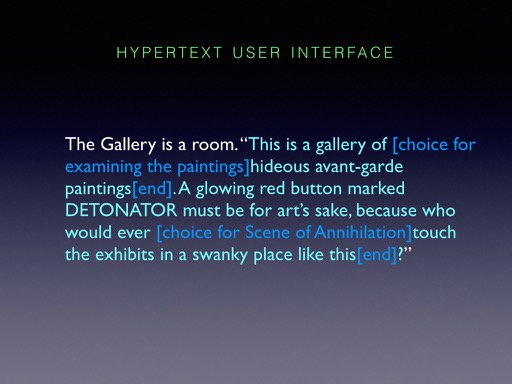 HYPERTEXT USER INTERFACE
The Gallery is a room. “This is a gallery of [choice for
examining the paintings]hideous avant-garde
paintings[end]. A glowing red button marked
DETONATOR must be for art’s sake, because who
would ever [choice for Scene of Annihilation]touch
the exhibits in a swanky place like this[end]?”